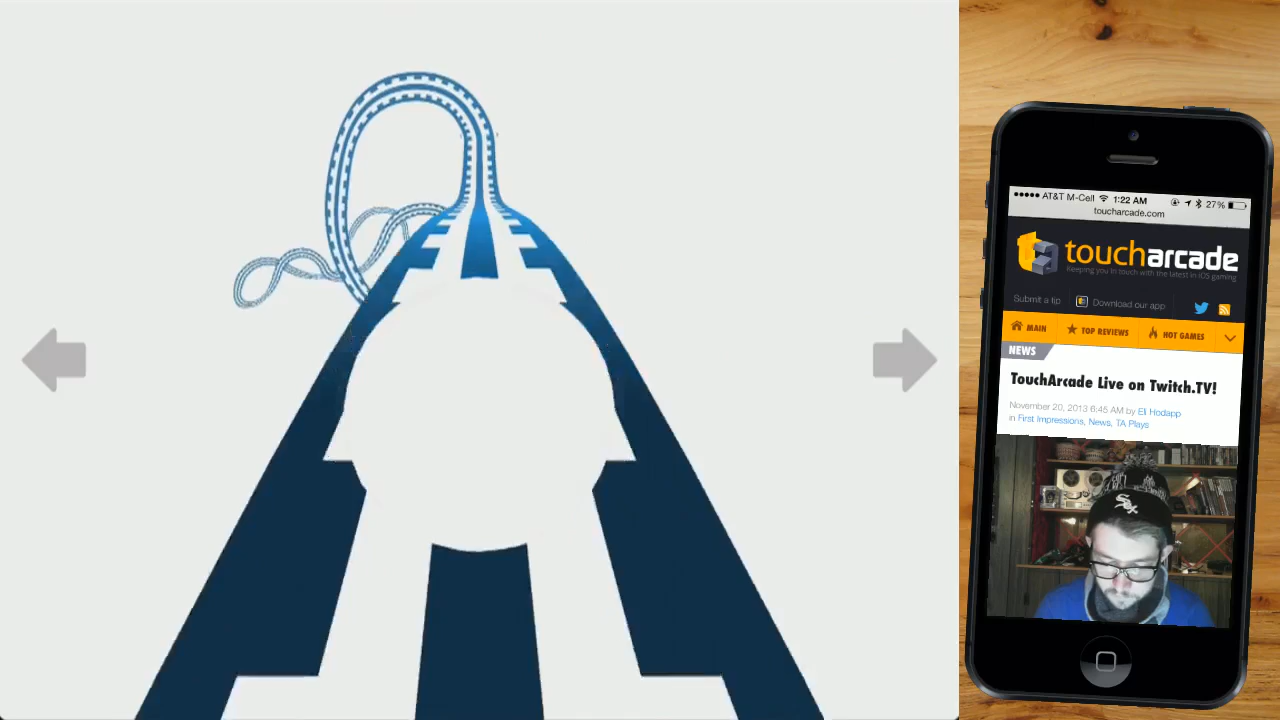 AT&T M-Cell 1:22 AM 27%
toucharcade.com
toucharcade
Keeping you in touch with the latest in iOS gaming
Submit a tip Download our app
MAIN TOP REVIEWS HOT GAMES
NEWS
TouchArcade Live on Twitch.TV!
November 20, 2013 6:45 AM by Eli Hodapp
in First Impressions, News, TA Plays
Sox